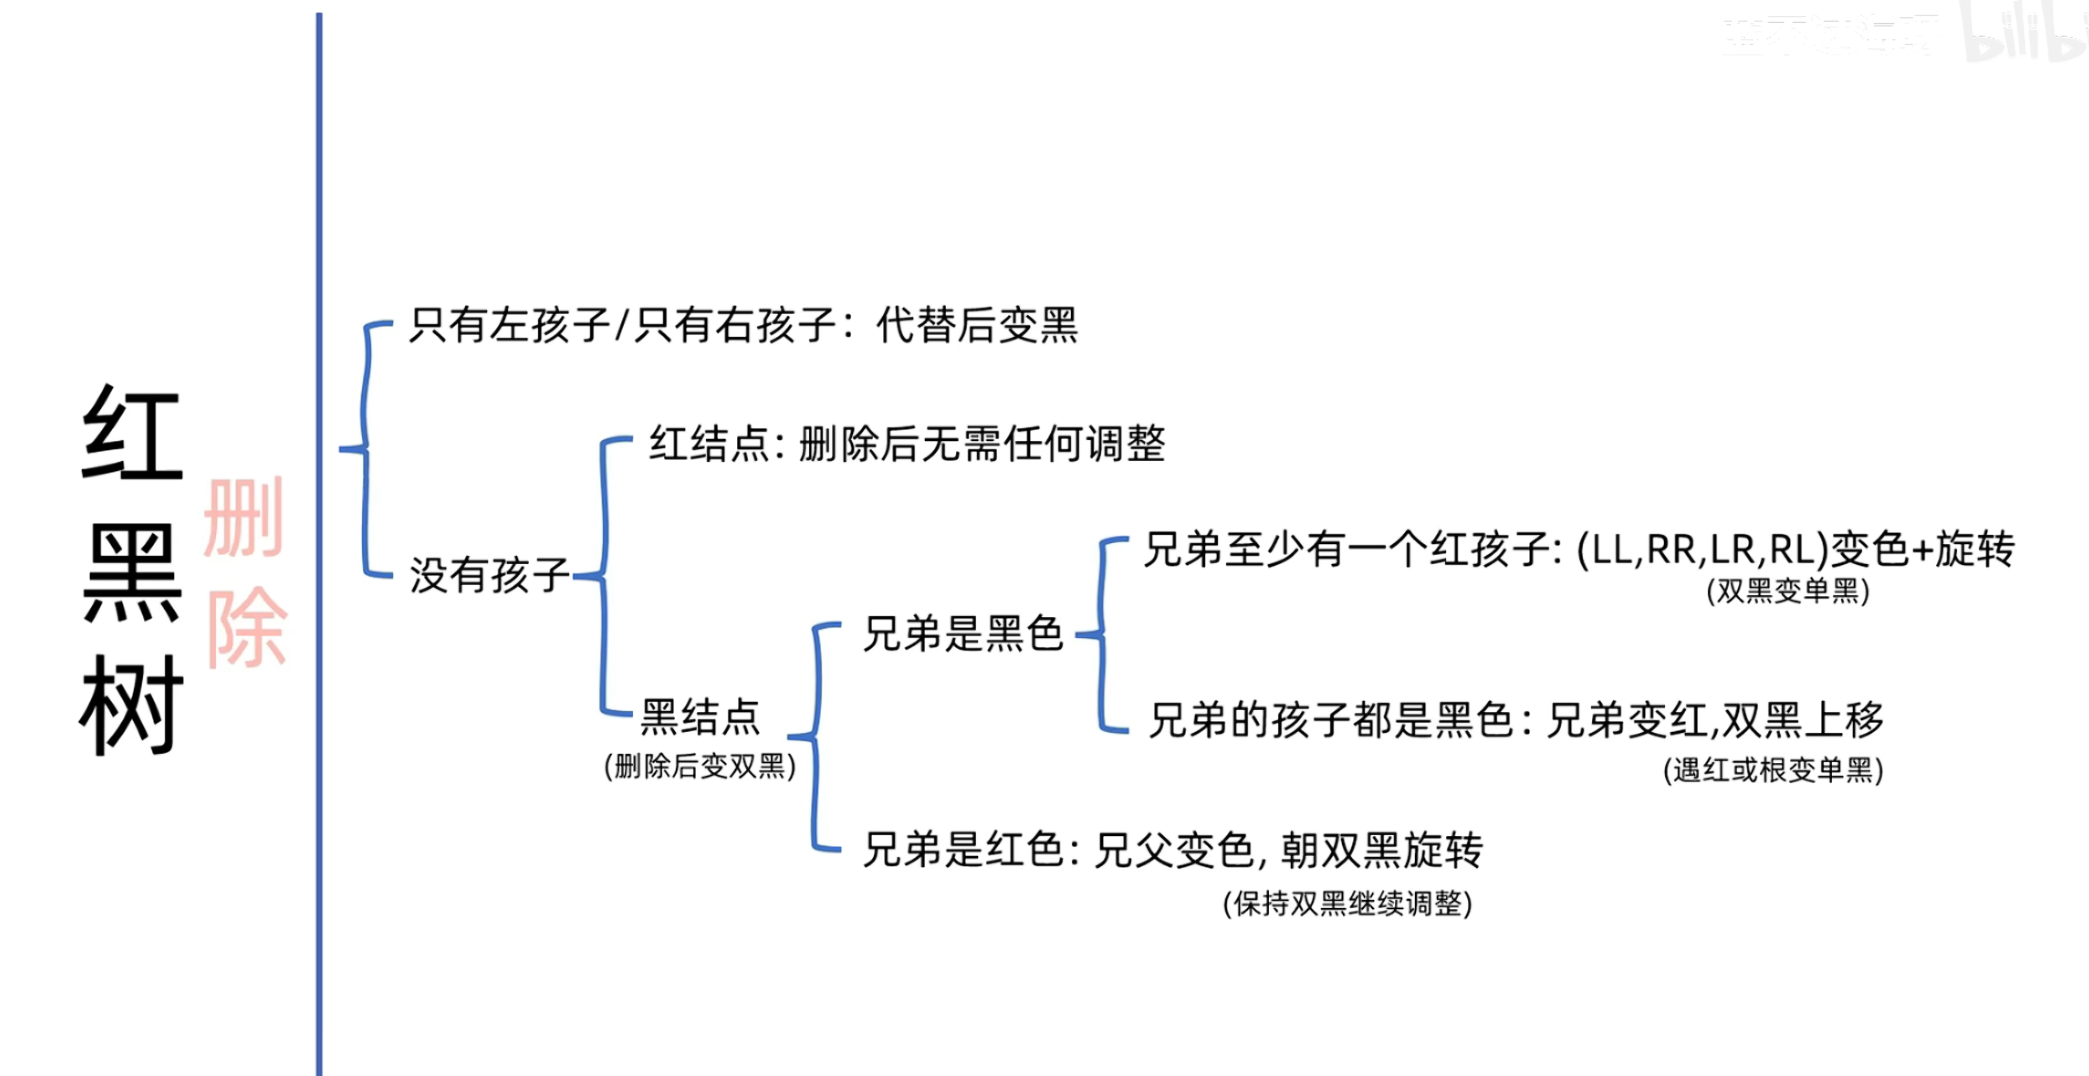 红黑树
删除
只有左孩子/只有右孩子：代替后变黑
没有孩子
红结点：删除后无需任何调整
黑结点
(删除后变双黑)
兄弟是黑色
兄弟至少有一个红孩子：(LL,RR,LR,RL)变色+旋转
(双黑变单黑)
兄弟的孩子都是黑色：兄弟变红,双黑上移
(遇红或根变单黑)
兄弟是红色：兄父变色, 朝双黑旋转
(保持双黑继续调整)